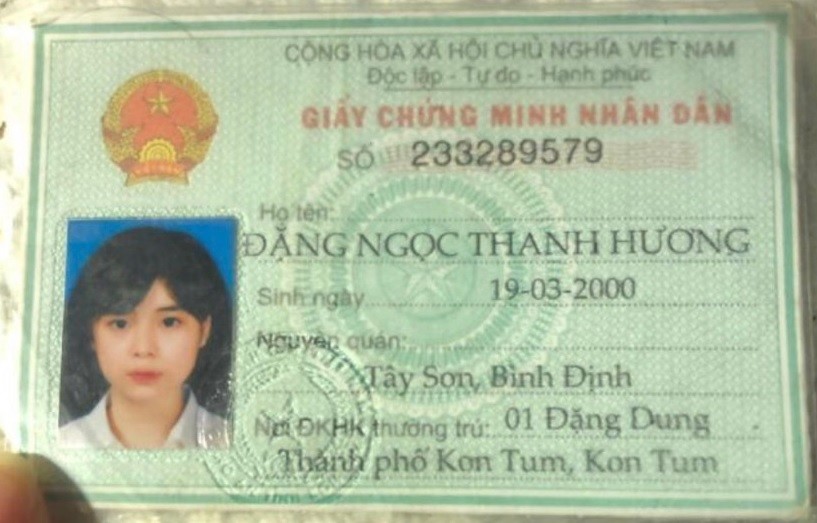 CỘNG HÒA XÃ HỘI CHỦ NGHĨA VIỆT NAM
Độc lập - Tự do - Hạnh phúc
GIẤY CHỨNG MINH NHÂN DÂN
SỐ 233289579
Họ tên:
ĐẶNG NGỌC THANH HƯƠNG
Sinh ngày 19-03-2000
Nguyên quán:
Tây Sơn, Bình Định
Nơi ĐKHK thường trú: 01 Đặng Dung
Thành phố Kon Tum, Kon Tum